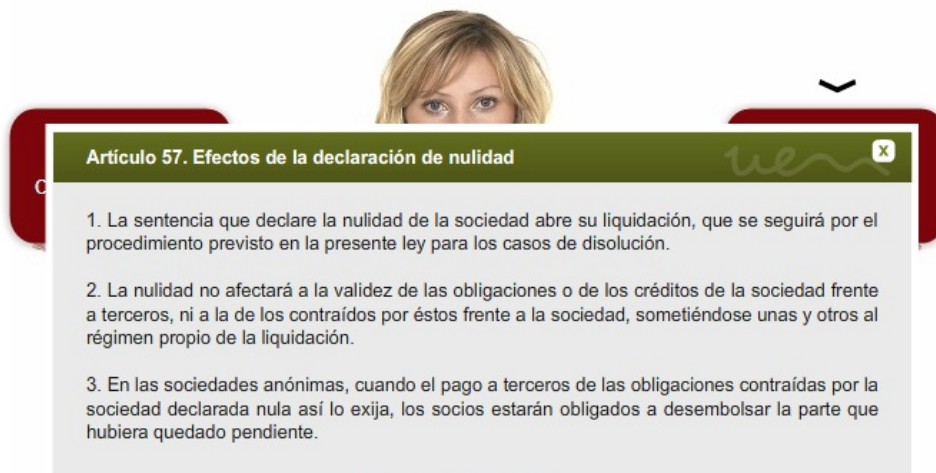 Artículo 57. Efectos de la declaración de nulidad
uem
x
1. La sentencia que declare la nulidad de la sociedad abre su liquidación, que se seguirá por el
procedimiento previsto en la presente ley para los casos de disolución.
2. La nulidad no afectará a la validez de las obligaciones o de los créditos de la sociedad frente
a terceros, ni a la de los contraídos por éstos frente a la sociedad, sometiéndose unas y otros al
régimen propio de la liquidación.
3. En las sociedades anónimas, cuando el pago a terceros de las obligaciones contraídas por la
sociedad declarada nula así lo exija, los socios estarán obligados a desembolsar la parte que
hubiera quedado pendiente.